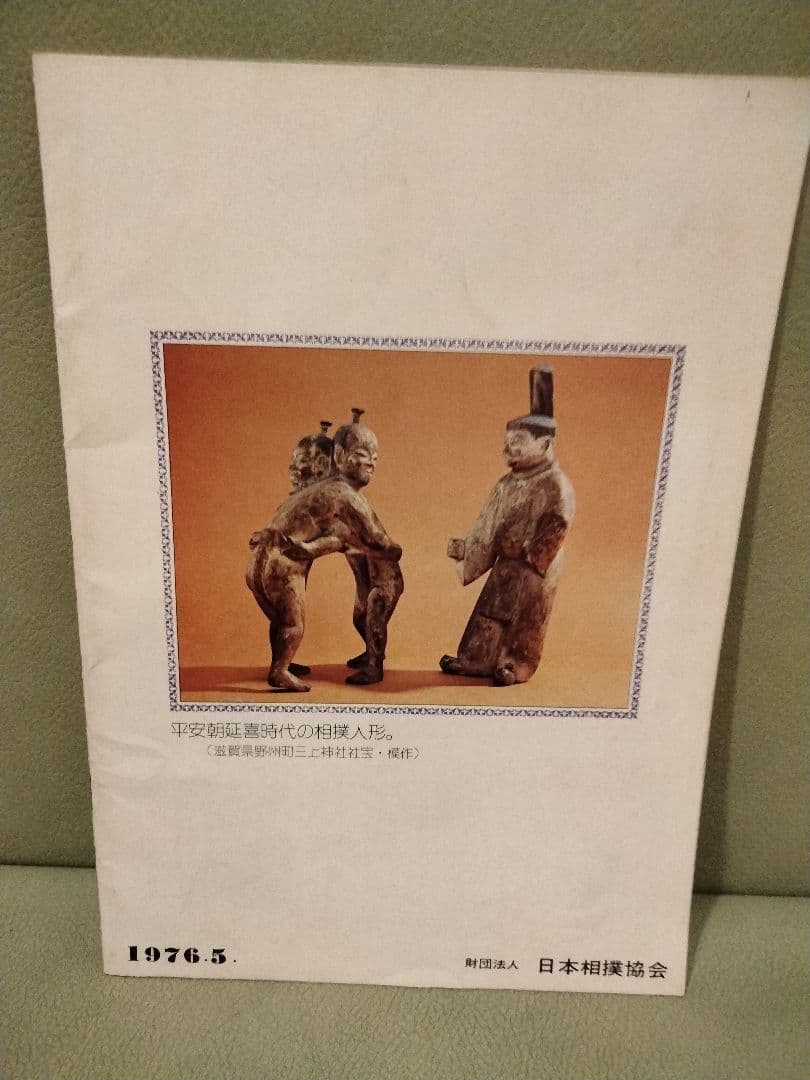 平安朝延喜時代の相撲人形。
（滋賀県野州町三上神社社宝・模作）
1976.5.
財団法人 日本相撲協会